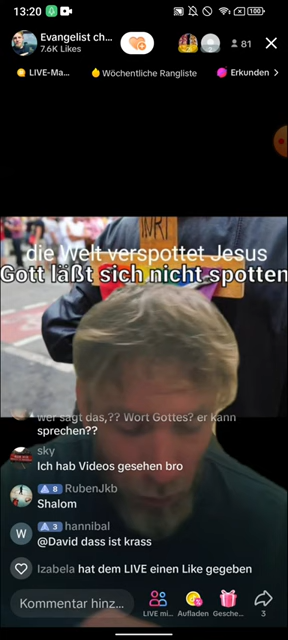 13:20
100
Evangelist ch...
7.6K Likes
81
LIVE-Ma...
Wöchentliche Rangliste
Erkunden
INRI
die Welt verspottet Jesus
Gott läßt sich nicht spotten
wer sagt das,?? Wort Gottes? er kann
sprechen??
sky
Ich hab Videos gesehen bro
8 RubenJkb
Shalom
W
3 hannibal
@David dass ist krass
Izabela hat dem LIVE einen Like gegeben
Kommentar hinz...
LIVE mi...
Aufladen
Gesche...
3